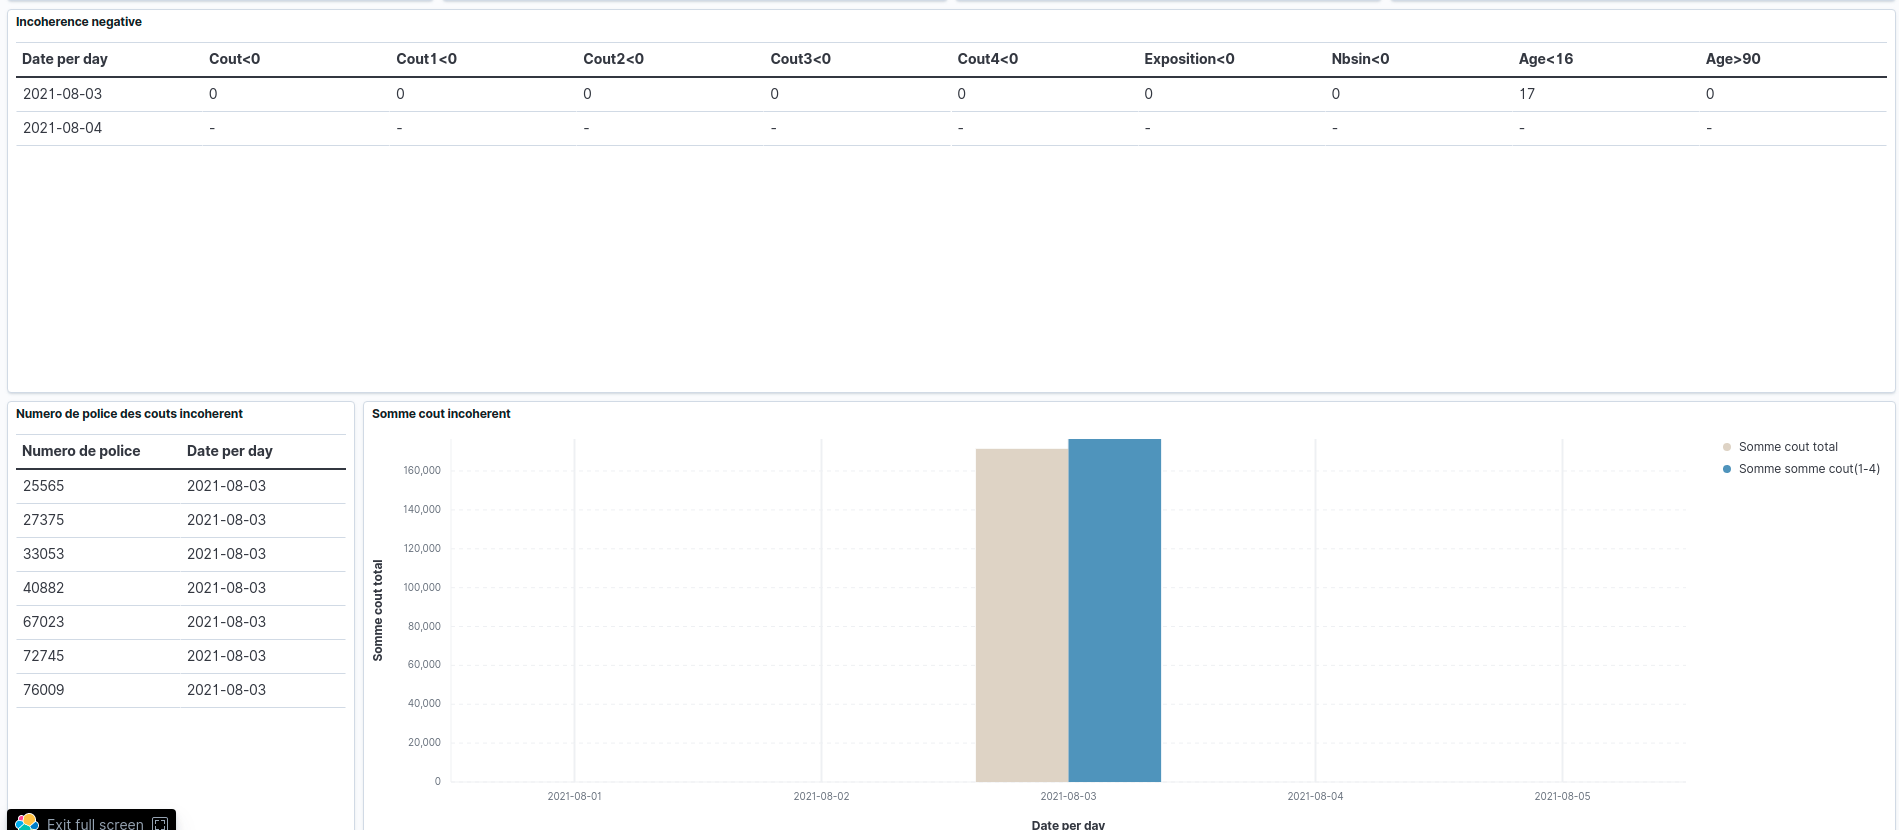 Incoherence negative
Date per day Cout<0 Cout1<0 Cout2<0 Cout3<0 Cout4<0 Exposition<0 Nbsin<0 Age<16 Age>90
2021-08-03 0 0 0 0 0 0 0 17 0
2021-08-04 - - - - - - - - -
Numero de police des couts incoherent
Numero de police Date per day
25565 2021-08-03
27375 2021-08-03
33053 2021-08-03
40882 2021-08-03
67023 2021-08-03
72745 2021-08-03
76009 2021-08-03
Exit full screen
Somme cout incoherent
Somme cout total
160,000
140,000
120,000
100,000
80,000
60,000
40,000
20,000
0
2021-08-01 2021-08-02 2021-08-03 2021-08-04 2021-08-05
Date per day
Somme cout total
Somme somme cout(1-4)